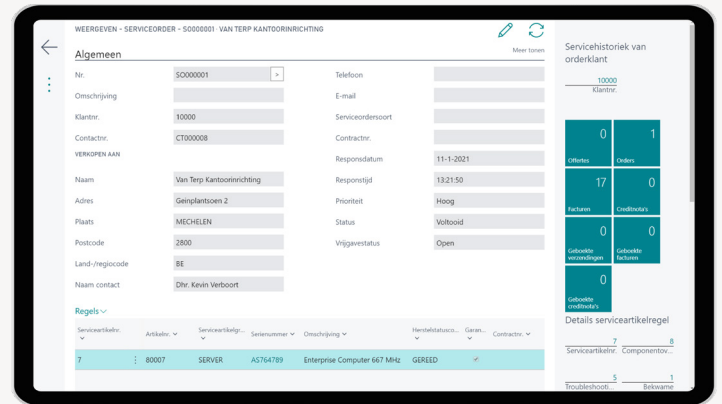 WEERGEVEN - SERVICEORDER - SO0000001 · VAN TERP KANTOORINRICHTING
Algemeen
Meer tonen
Nr.
SO000001
>
Omschrijving
Klantnr.
10000
Contactnr.
CT000008
VERKOPEN AAN
Naam
Van Terp Kantoorinrichting
Adres
Geinplantsoen 2
Plaats
MECHELEN
Postcode
2800
Land-/regiocode
BE
Naam contact
Dhr. Kevin Verboort
Telefoon
E-mail
Serviceordersoort
Contractnr.
Responsdatum
11-1-2021
Responstijd
13:21:50
Prioriteit
Hoog
Status
Voltooid
Vrijgavestatus
Open
Regels
Serviceartikelnr. Artikelnr. Serviceartikelgr... Serienummer Omschrijving Herstelstatusco... Garan... Contractnr.
7 80007 SERVER AS764789 Enterprise Computer 667 MHz GEREED
Servicehistoriek van
orderklant
10000
Klantnr.
0 1
Offertes Orders
17 0
Facturen Creditnota's
0 0
Geboekte Geboekte
verzendingen facturen
0
Geboekte
creditnota's
Details serviceartikelregel
7 8
Serviceartikelnr. Componentov...
5 1
Troubleshooti... Bekwame